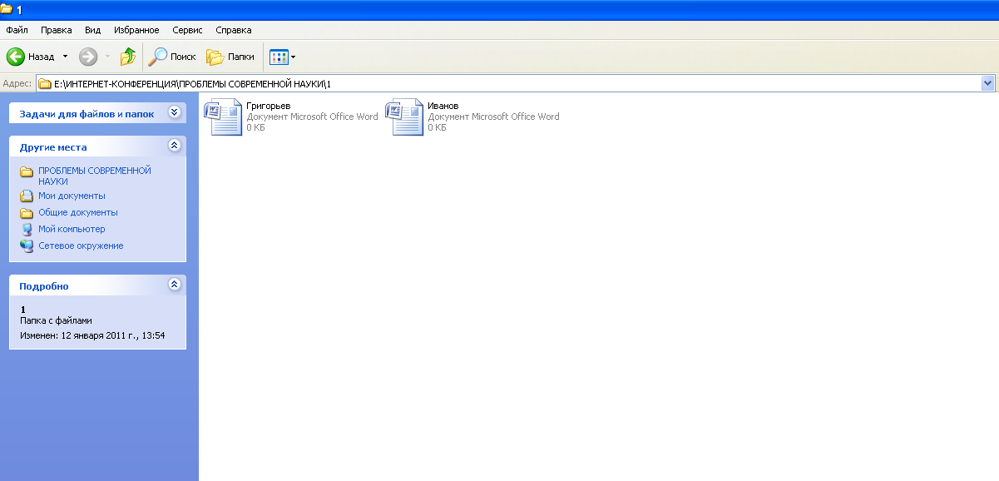 1
Файл Правка Вид Избранное Сервис Справка
Назад Поиск Папки
Адрес: E:\ИНТЕРНЕТ-КОНФЕРЕНЦИЯ\ПРОБЛЕМЫ СОВРЕМЕННОЙ НАУКИ\1
Задачи для файлов и папок
Другие места
ПРОБЛЕМЫ СОВРЕМЕННОЙ
НАУКИ
Мои документы
Общие документы
Мой компьютер
Сетевое окружение
Подробно
1
Папка с файлами
Изменен: 12 января 2011 г., 13:54
Григорьев
Документ Microsoft Office Word
0 КБ
Иванов
Документ Microsoft Office Word
0 КБ